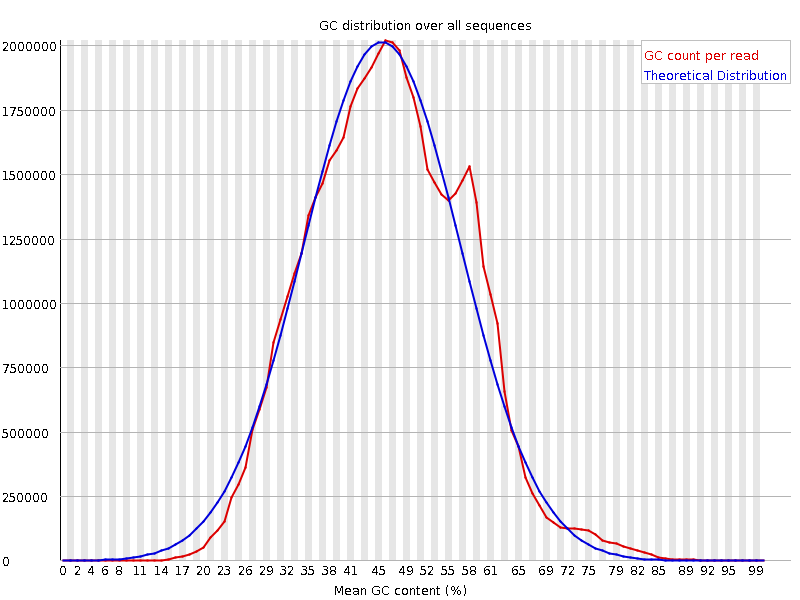 GC distribution over all sequences
GC count per read
Theoretical Distribution
2000000
1750000
1500000
1250000
1000000
750000
500000
250000
0
0 2 4 6 8 11 14 17 20 23 26 29 32 35 38 41 45 49 52 55 58 61 65 69 72 75 79 82 85 89 92 95 99
Mean GC content (%)